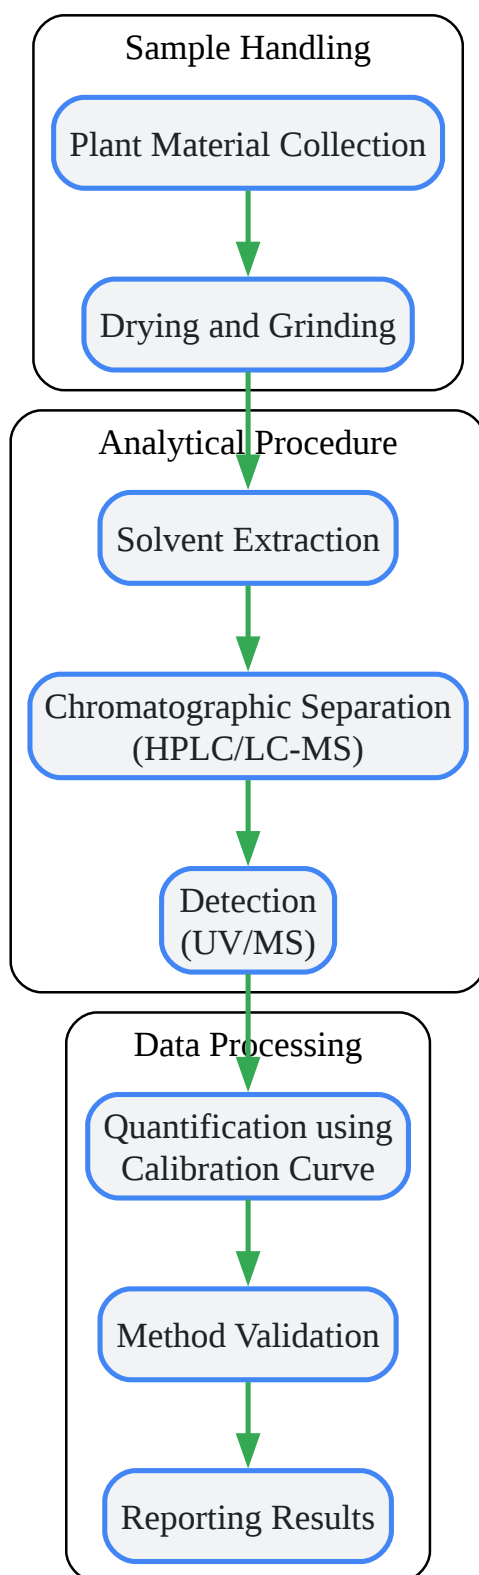 Sample Handling
Plant Material Collection
Drying and Grinding
Analytical Procedure
Solvent Extraction
Chromatographic Separation
(HPLC/LC-MS)
Detection
(UV/MS)
Data Processing
Quantification using
Calibration Curve
Method Validation
Reporting Results